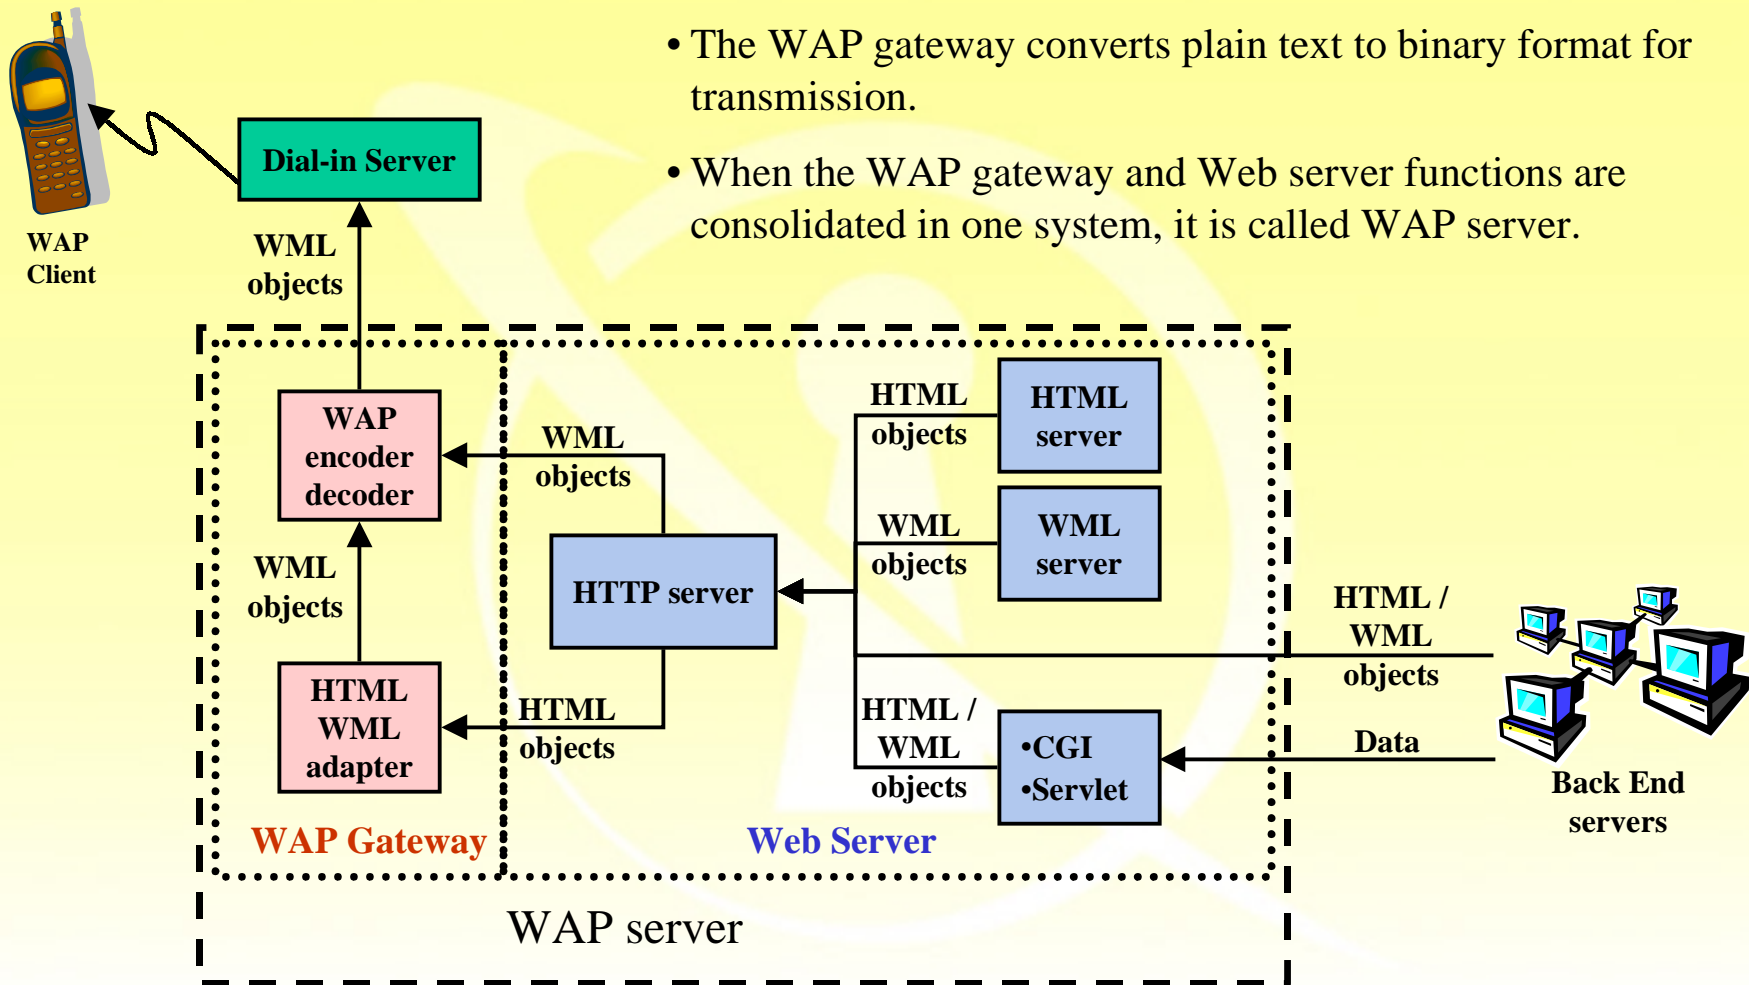 • The WAP gateway converts plain text to binary format for
transmission.
• When the WAP gateway and Web server functions are
consolidated in one system, it is called WAP server.
WAP
Client
Dial-in Server
WML
objects
WAP
encoder
decoder
WML
objects
HTML
WML
adapter
WAP Gateway
WML
objects
HTTP server
HTML
objects
HTML
objects
HTML
server
WML
objects
WML
server
HTML /
WML
objects
•CGI
•Servlet
Web Server
HTML /
WML
objects
Data
Back End
servers
WAP server